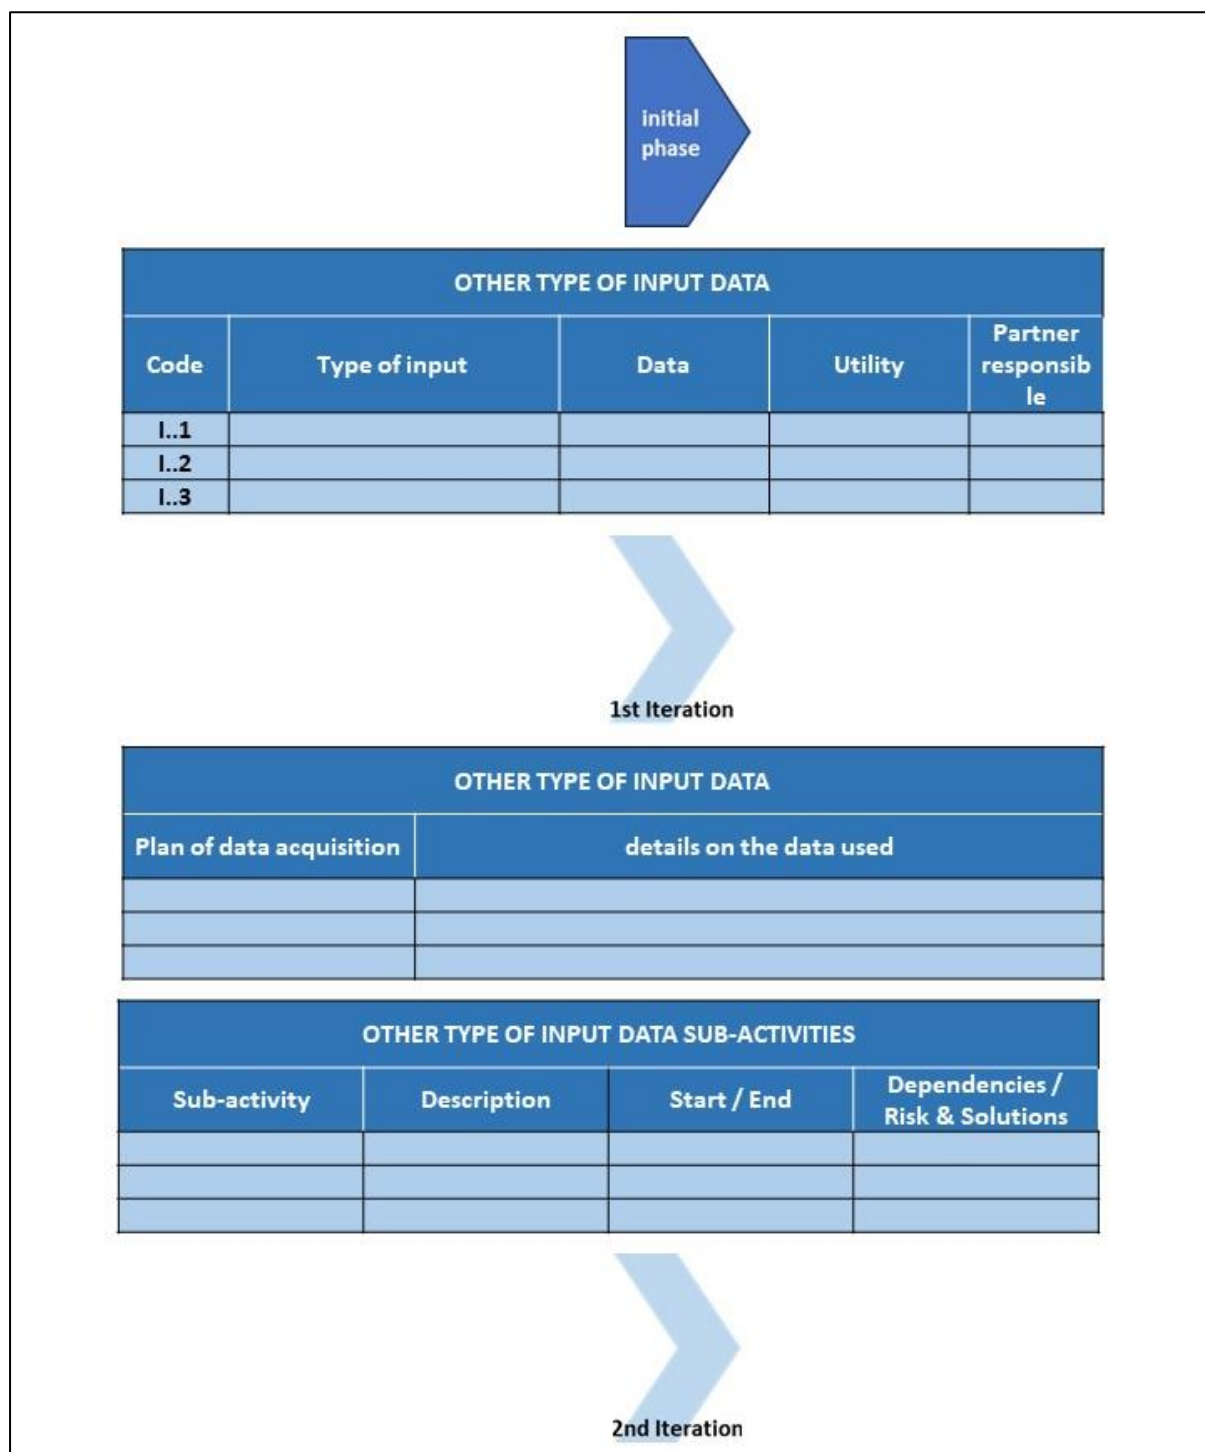 initial
phase
OTHER TYPE OF INPUT DATA
Code Type of input Data Utility Partner
responsib
le
I..1
I..2
I..3
1st Iteration
OTHER TYPE OF INPUT DATA
Plan of data acquisition details on the data used
OTHER TYPE OF INPUT DATA SUB-ACTIVITIES
Sub-activity Description Start / End Dependencies /
Risk & Solutions
2nd Iteration